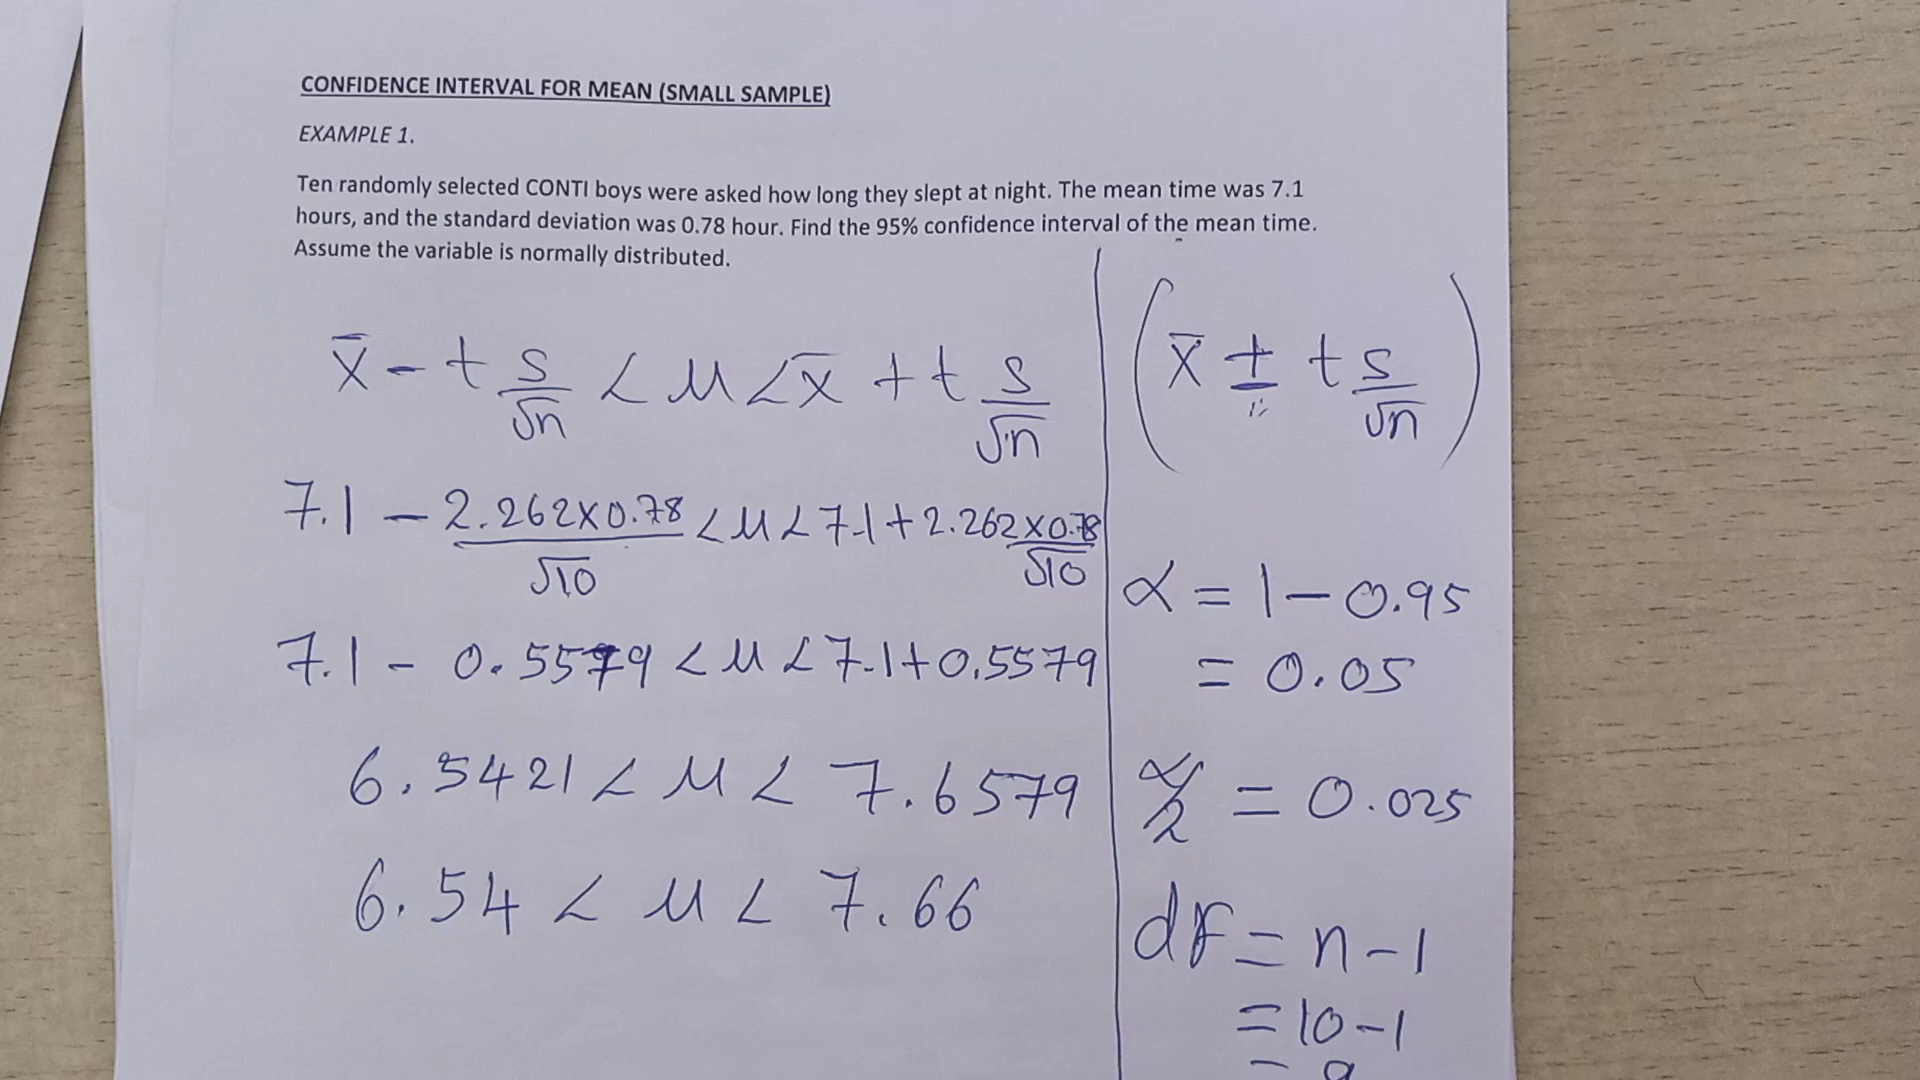 CONFIDENCE INTERVAL FOR MEAN (SMALL SAMPLE)
EXAMPLE 1.
Ten randomly selected CONTI boys were asked how long they slept at night. The mean time was 7.1
hours, and the standard deviation was 0.78 hour. Find the 95% confidence interval of the mean time.
Assume the variable is normally distributed.
x̄ - t s/√n < μ < x̄ + t s/√n
7.1 - 2.262×0.78/√10 < μ < 7.1 + 2.262×0.78/√10
7.1 - 0.5579 < μ < 7.1 + 0.5579
6.5421 < μ < 7.6579
6.54 < μ < 7.66
(x̄ ± t s/√n)
α = 1 - 0.95
= 0.05
α/2 = 0.025
df = n - 1
= 10 - 1
= 9